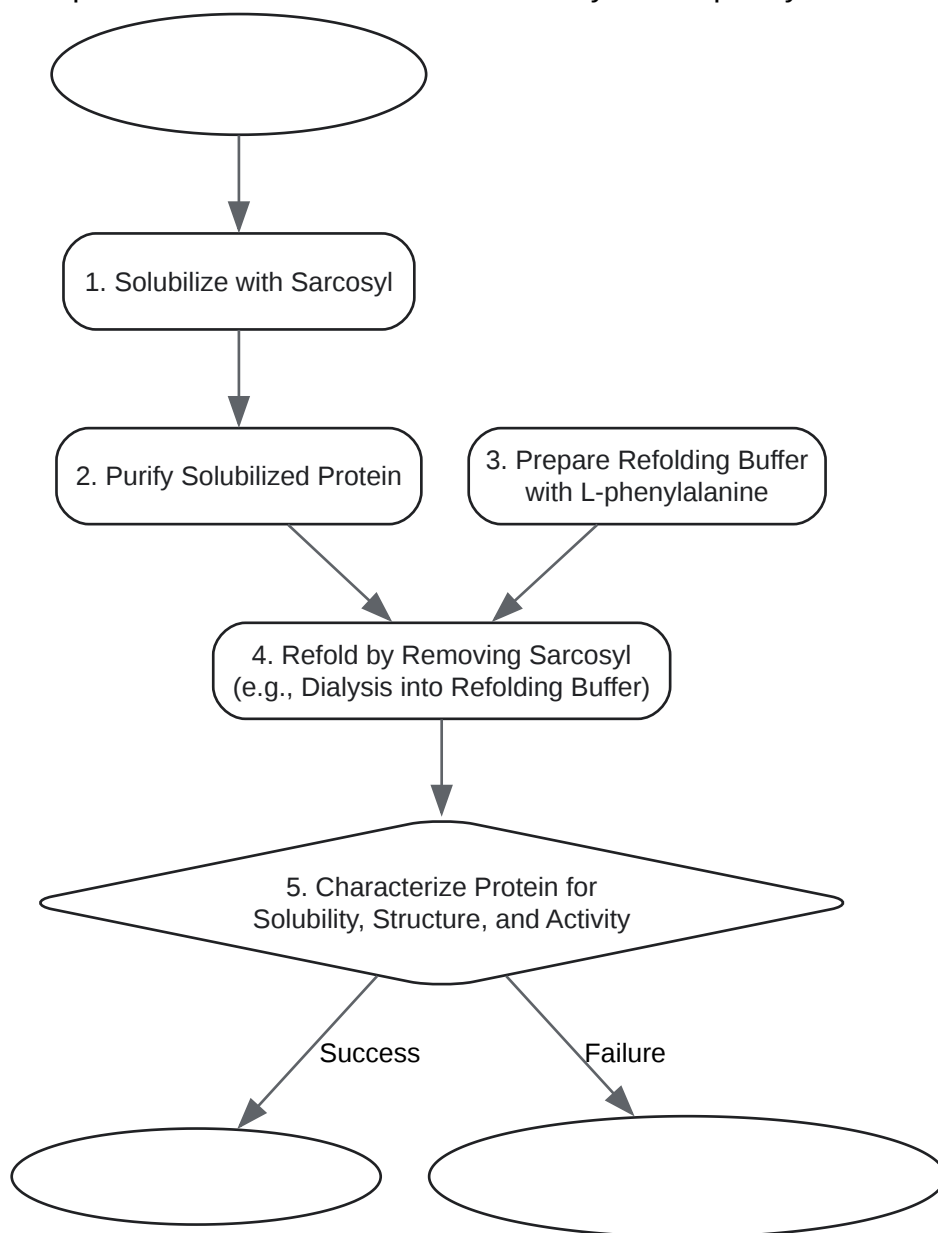 1. Solubilize with Sarcosyl
2. Purify Solubilized Protein
3. Prepare Refolding Buffer
with L-phenylalanine
4. Refold by Removing Sarcosyl
(e.g., Dialysis into Refolding Buffer)
5. Characterize Protein for
Solubility, Structure, and Activity
Success
Failure